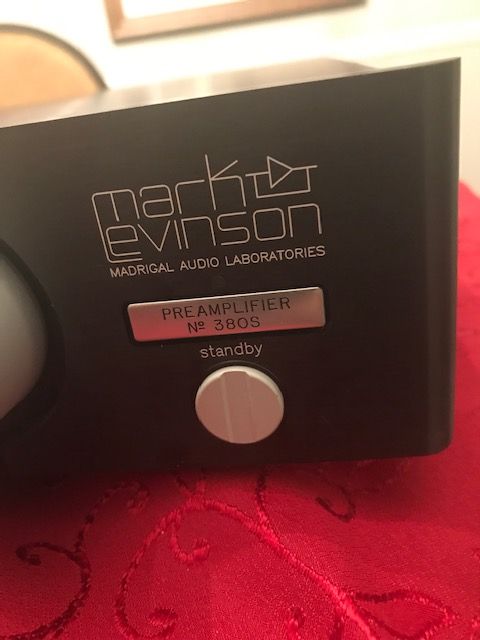 mark
Levinson
MADRIGAL AUDIO LABORATORIES
PREAMPLIFIER
Nº 380S
standby